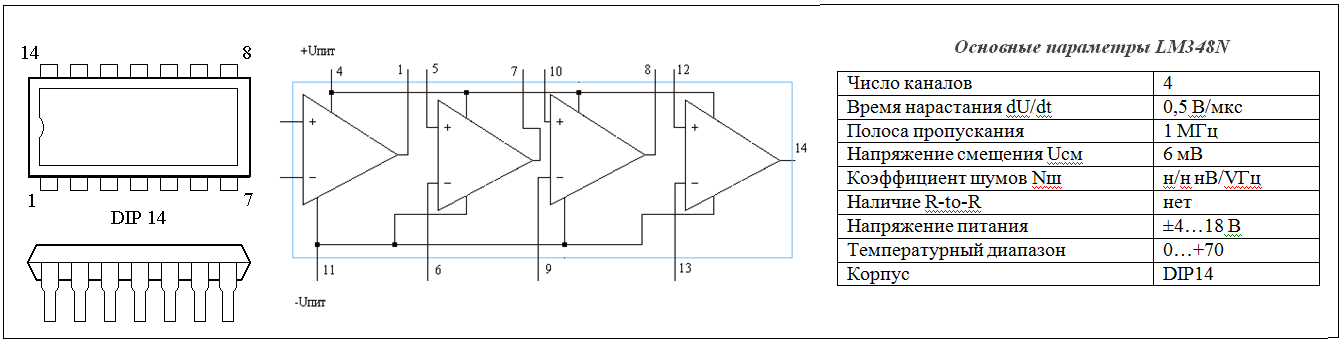 14 8
1 7
DIP 14
+Uпит
4 1 5 7 10 8 12
+ + + +
14
− − − −
11 6 9 13
-Uпит
Основные параметры LM348N
Число каналов 4
Время нарастания dU/dt 0,5 В/мкс
Полоса пропускания 1 МГц
Напряжение смещения Uсм 6 мВ
Коэффициент шумов Nш н/н нВ/VГц
Наличие R-to-R нет
Напряжение питания ±4…18 В
Температурный диапазон 0…+70
Корпус DIP14